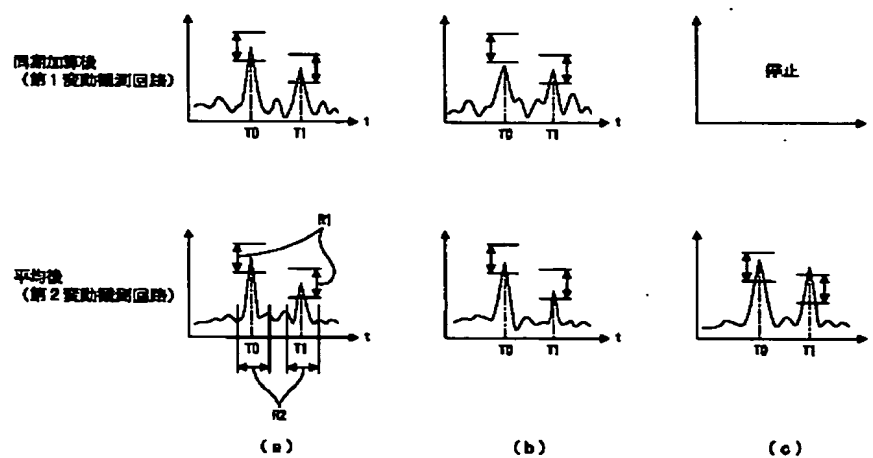 同期加算後
(第1変動観測回路)
t
T0
T1
t
T0
T1
停止
平均後
(第2変動観測回路)
R1
t
T0
T1
R2
t
T0
T1
t
T0
T1
(a)
(b)
(c)